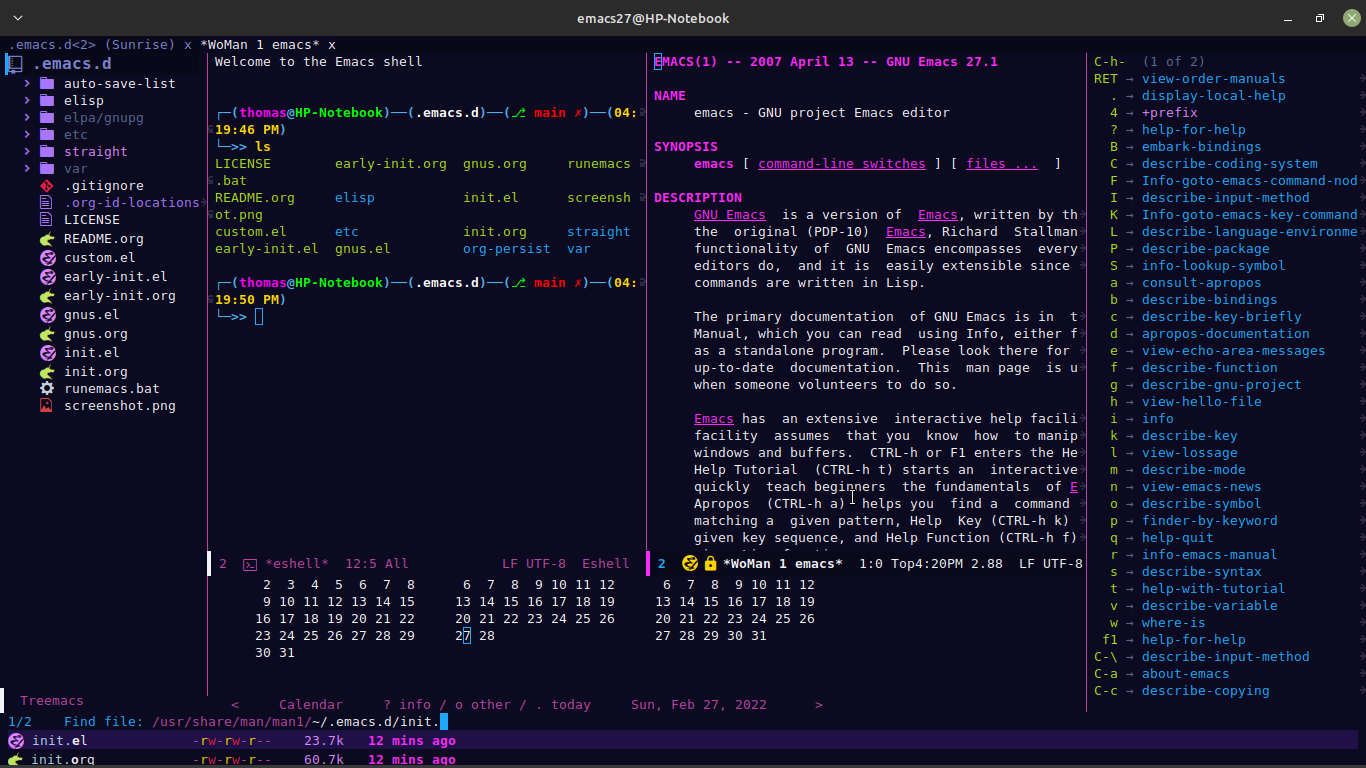 emacs27@HP-Notebook
.emacs.d<2> (Sunrise) x *WoMan 1 emacs* x
.emacs.d
auto-save-list
elisp
elpa/gnupg
etc
straight
var
.gitignore
.org-id-locations
LICENSE
README.org
custom.el
early-init.el
early-init.org
gnus.el
gnus.org
init.el
init.org
runemacs.bat
screenshot.png
Treemacs
Welcome to the Emacs shell
┌─(thomas@HP-Notebook)──(.emacs.d)──(⎇ main ✗)──(04:
19:46 PM)
└─>> ls
LICENSE early-init.org gnus.org runemacs
.bat
README.org elisp init.el screensh
ot.png
custom.el etc init.org straight
early-init.el gnus.el org-persist var
┌─(thomas@HP-Notebook)──(.emacs.d)──(⎇ main ✗)──(04:
19:50 PM)
└─>>
2 *eshell* 12:5 All LF UTF-8 Eshell
EMACS(1) -- 2007 April 13 -- GNU Emacs 27.1
NAME
emacs - GNU project Emacs editor
SYNOPSIS
emacs [ command-line switches ] [ files ... ]
DESCRIPTION
GNU Emacs is a version of Emacs, written by th
the original (PDP-10) Emacs, Richard Stallman
functionality of GNU Emacs encompasses every
editors do, and it is easily extensible since
commands are written in Lisp.
The primary documentation of GNU Emacs is in t
Manual, which you can read using Info, either f
as a standalone program. Please look there for
up-to-date documentation. This man page is u
when someone volunteers to do so.
Emacs has an extensive interactive help facili
facility assumes that you know how to manip
windows and buffers. CTRL-h or F1 enters the He
Help Tutorial (CTRL-h t) starts an interactive
quickly teach beginners the fundamentals of E
Apropos (CTRL-h a) helps you find a command
matching a given pattern, Help Key (CTRL-h k)
given key sequence, and Help Function (CTRL-h f)
2 *WoMan 1 emacs* 1:0 Top4:20PM 2.88 LF UTF-8
2 3 4 5 6 7 8 6 7 8 9 10 11 12 6 7 8 9 10 11 12
9 10 11 12 13 14 15 13 14 15 16 17 18 19 13 14 15 16 17 18 19
16 17 18 19 20 21 22 20 21 22 23 24 25 26 20 21 22 23 24 25 26
23 24 25 26 27 28 29 27 28 27 28 29 30 31
30 31
< Calendar ? info / o other / . today Sun, Feb 27, 2022 >
C-h- (1 of 2)
RET → view-order-manuals
. → display-local-help
4 → +prefix
? → help-for-help
B → embark-bindings
C → describe-coding-system
F → Info-goto-emacs-command-nod
I → describe-input-method
K → Info-goto-emacs-key-command
L → describe-language-environme
P → describe-package
S → info-lookup-symbol
a → consult-apropos
b → describe-bindings
c → describe-key-briefly
d → apropos-documentation
e → view-echo-area-messages
f → describe-function
g → describe-gnu-project
h → view-hello-file
i → info
k → describe-key
l → view-lossage
m → describe-mode
n → view-emacs-news
o → describe-symbol
p → finder-by-keyword
q → help-quit
r → info-emacs-manual
s → describe-syntax
t → help-with-tutorial
v → describe-variable
w → where-is
f1 → help-for-help
C-\ → describe-input-method
C-a → about-emacs
C-c → describe-copying
1/2 Find file: /usr/share/man/man1/~/.emacs.d/init.
init.el -rw-rw-r-- 23.7k 12 mins ago
init.org -rw-rw-r-- 60.7k 12 mins ago